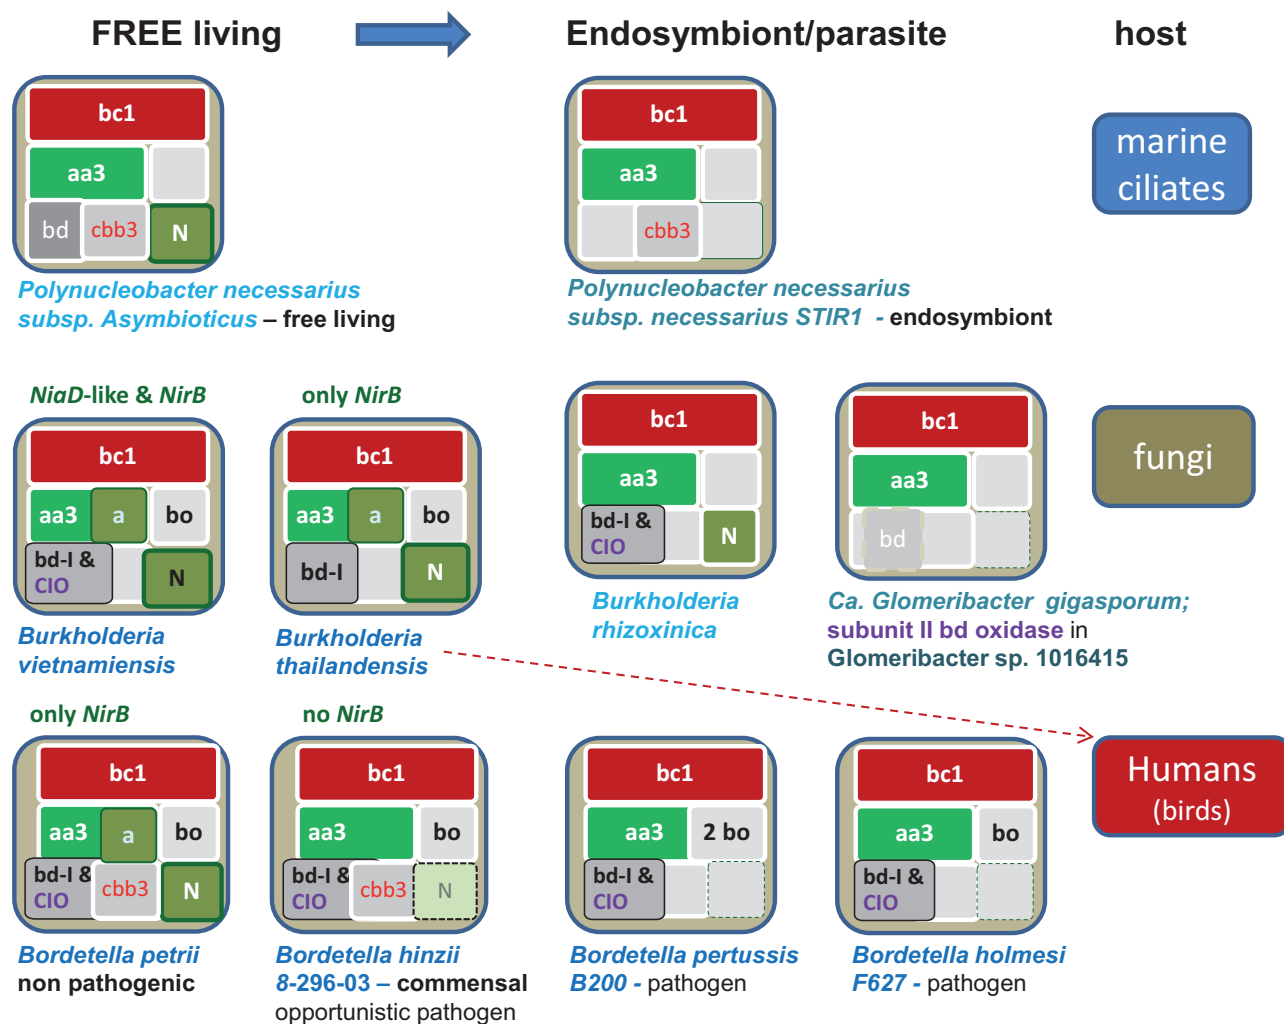 FREE living
Endosymbiont/parasite
host
bc1
aa3
bd
cbb3
N
Polynucleobacter necessarius
subsp. Asymbioticus – free living
bc1
aa3
cbb3
Polynucleobacter necessarius
subsp. necessarius STIR1 - endosymbiont
marine
ciliates
NiaD-like & NirB
bc1
aa3
a
bo
bd-I &
CIO
N
Burkholderia
vietnamiensis
only NirB
bc1
aa3
a
bo
bd-I
N
Burkholderia
thailandensis
bc1
aa3
bd-I &
CIO
N
Burkholderia
rhizoxinica
bc1
aa3
bd
Ca. Glomeribacter gigasporum;
subunit II bd oxidase in
Glomeribacter sp. 1016415
fungi
only NirB
bc1
aa3
a
bo
bd-I &
CIO
cbb3
N
Bordetella petrii
non pathogenic
no NirB
bc1
aa3
bo
bd-I &
CIO
cbb3
N
Bordetella hinzii
8-296-03 – commensal
opportunistic pathogen
bc1
aa3
2 bo
bd-I &
CIO
Bordetella pertussis
B200 - pathogen
bc1
aa3
bo
bd-I &
CIO
Bordetella holmesi
F627 - pathogen
Humans
(birds)